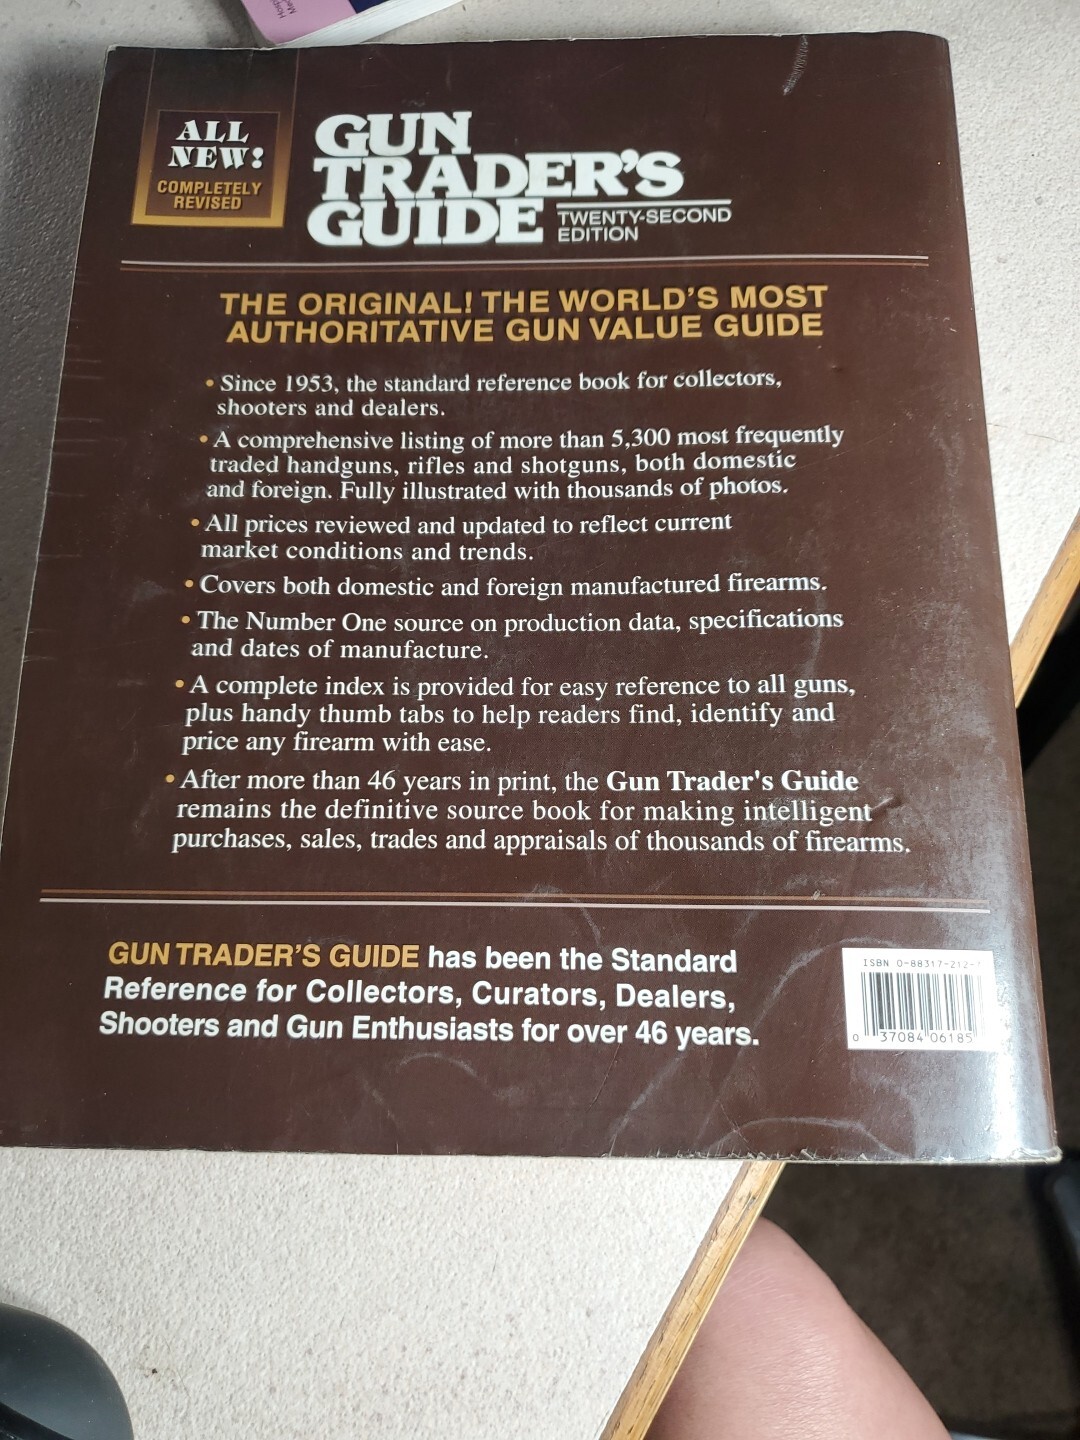 ALL
NEW!
COMPLETELY
REVISED
GUN
TRADER'S
GUIDE
TWENTY-SECOND
EDITION
THE ORIGINAL! THE WORLD'S MOST
AUTHORITATIVE GUN VALUE GUIDE
• Since 1953, the standard reference book for collectors,
shooters and dealers.
• A comprehensive listing of more than 5,300 most frequently
traded handguns, rifles and shotguns, both domestic
and foreign. Fully illustrated with thousands of photos.
• All prices reviewed and updated to reflect current
market conditions and trends.
• Covers both domestic and foreign manufactured firearms.
• The Number One source on production data, specifications
and dates of manufacture.
• A complete index is provided for easy reference to all guns,
plus handy thumb tabs to help readers find, identify and
price any firearm with ease.
• After more than 46 years in print, the Gun Trader's Guide
remains the definitive source book for making intelligent
purchases, sales, trades and appraisals of thousands of firearms.
GUN TRADER'S GUIDE has been the Standard
Reference for Collectors, Curators, Dealers,
Shooters and Gun Enthusiasts for over 46 years.
ISBN 0-88317-212-
0 37084 06185